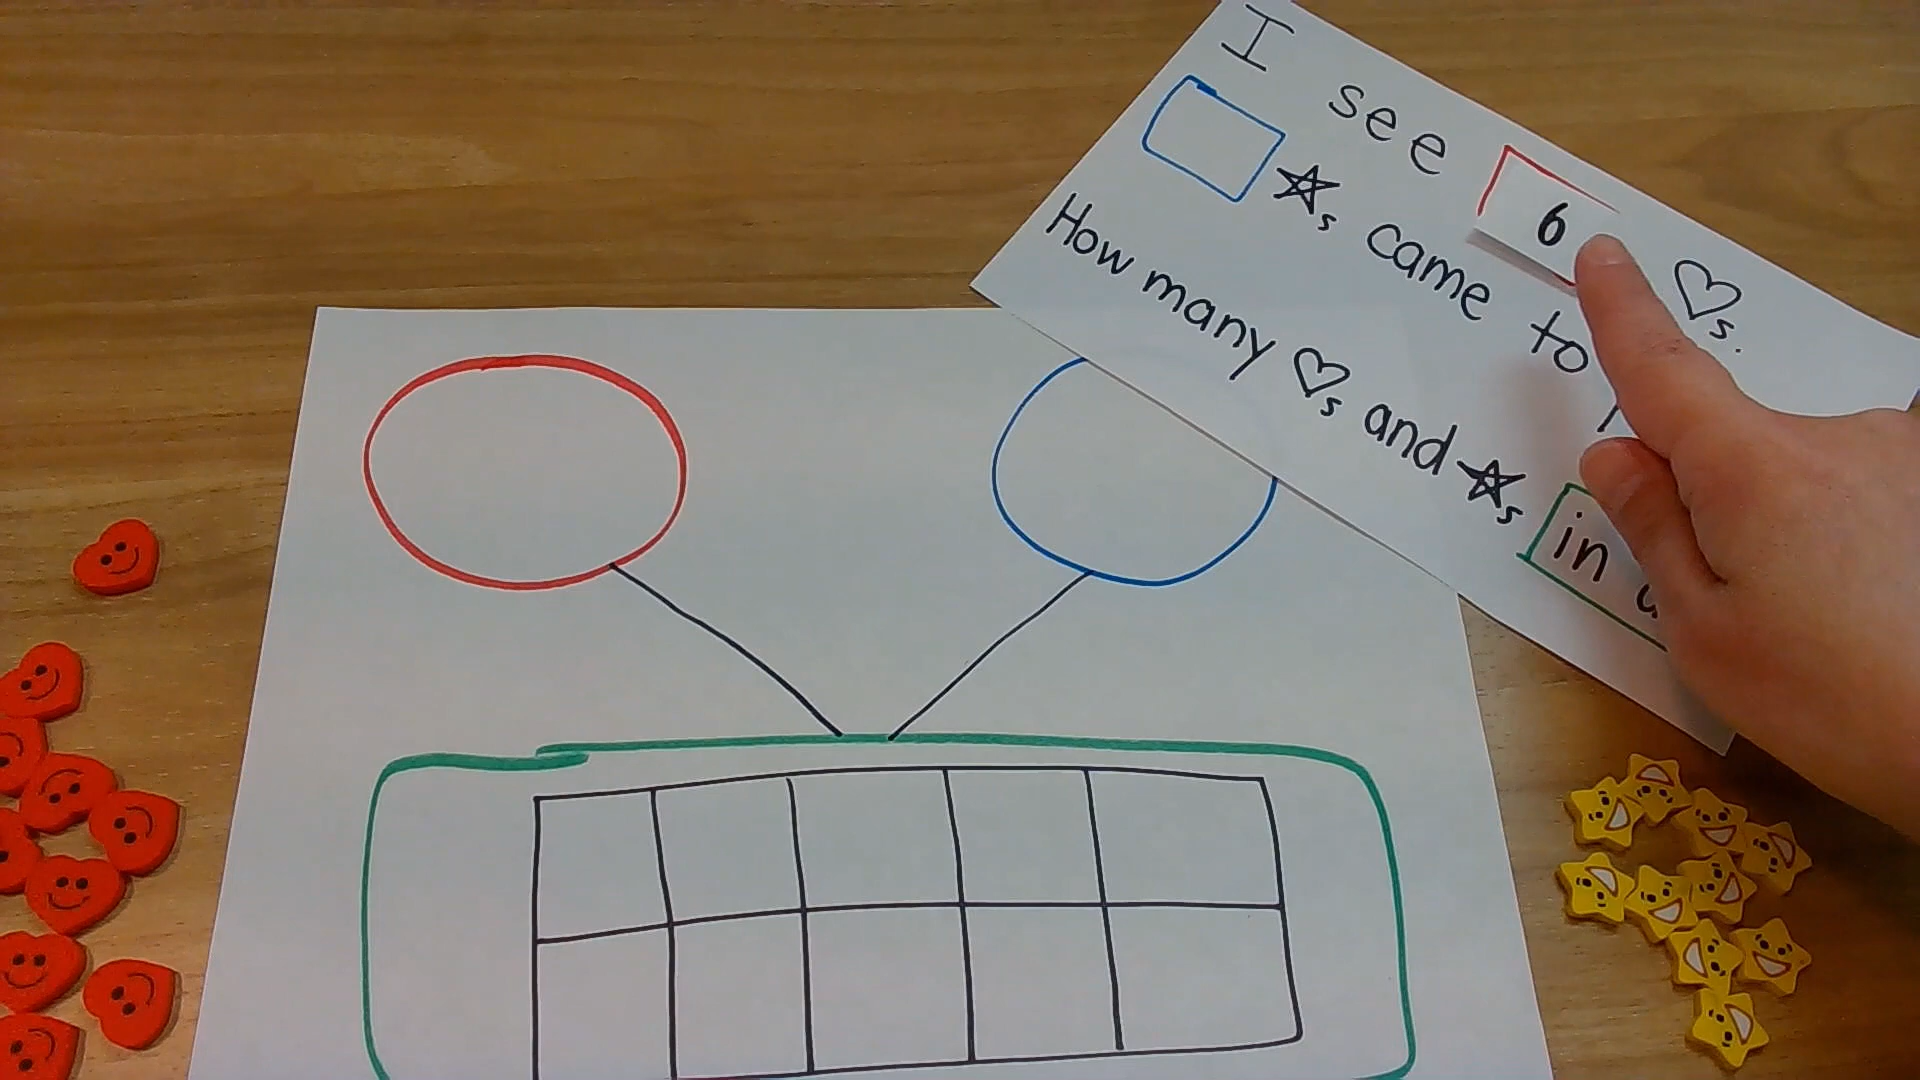 I see 6 ♡s.
☆s came to
How many ♡s and ☆s in